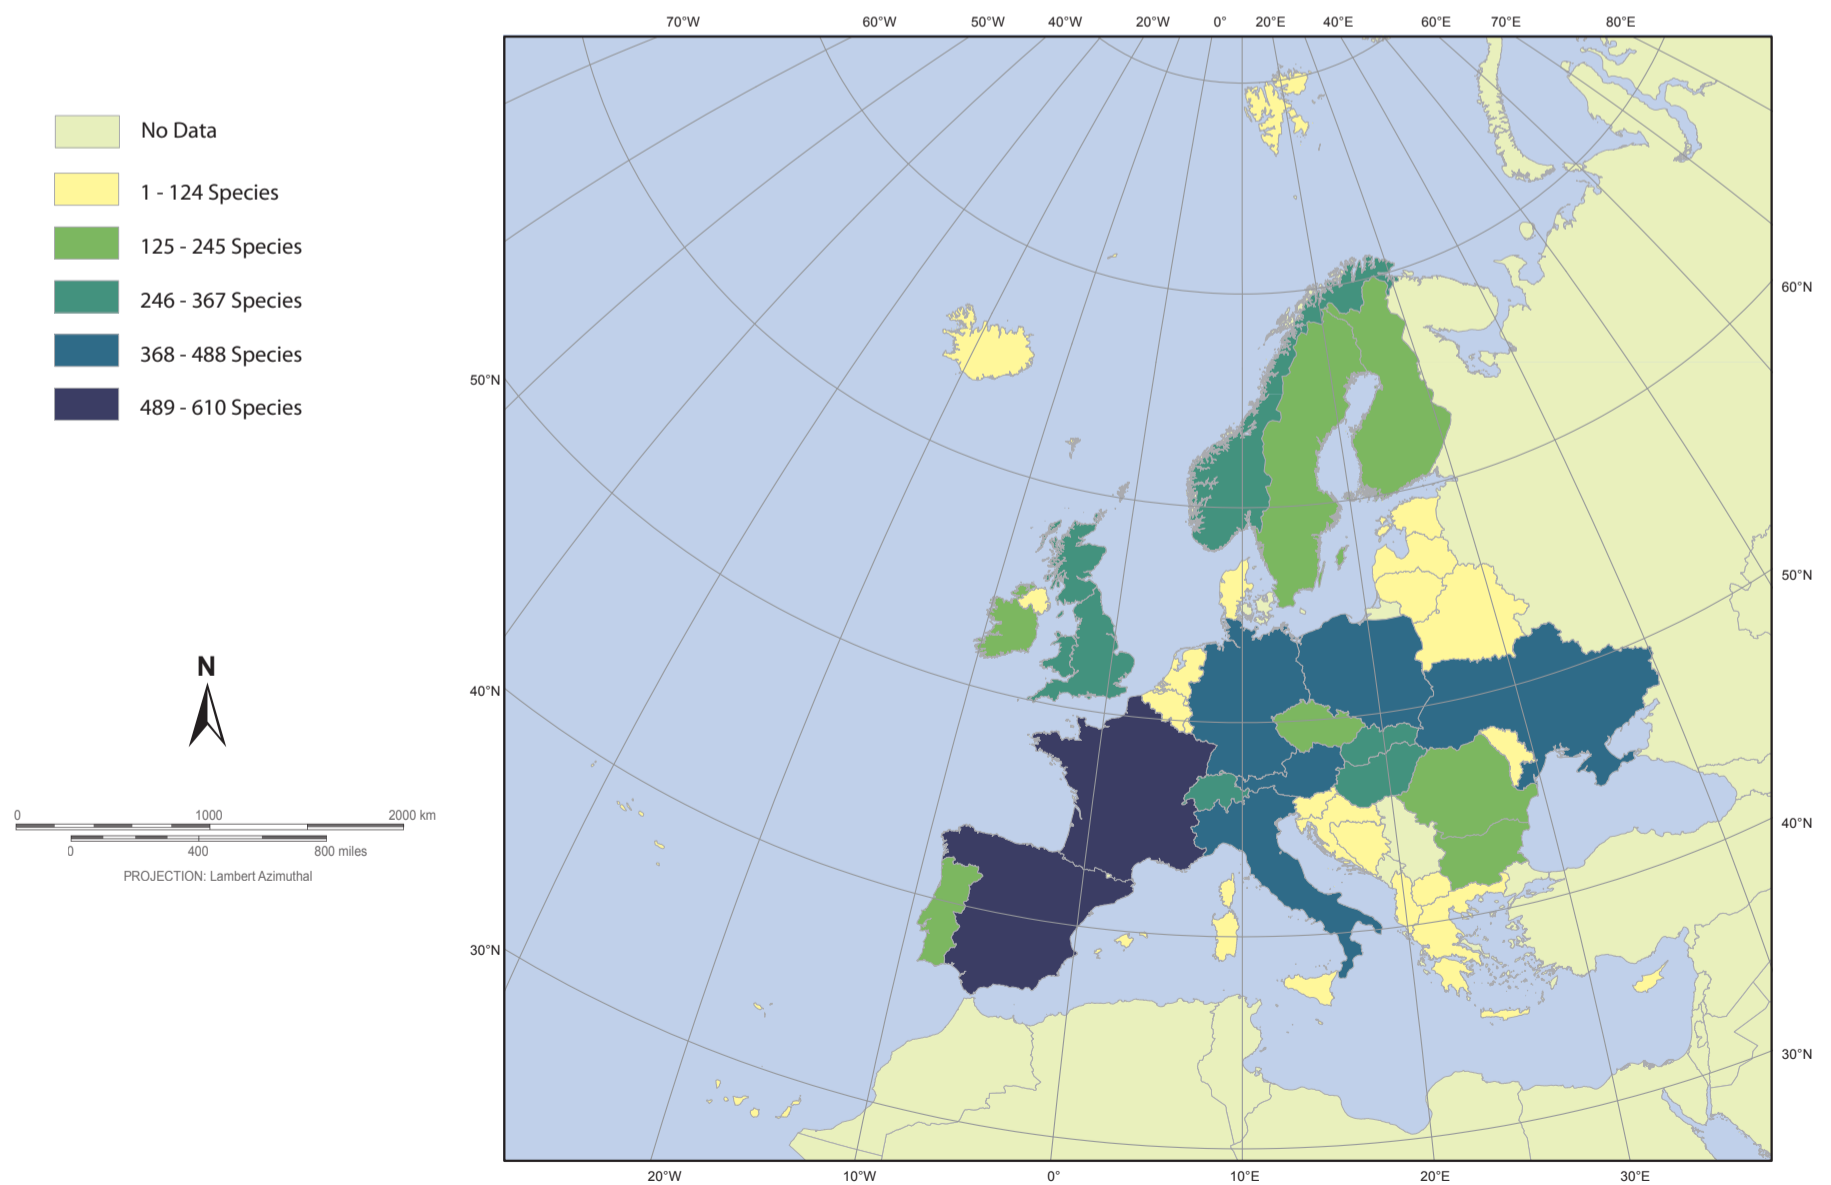 70°W 60°W 50°W 40°W 20°W 0° 20°E 40°E 60°E 70°E 80°E
No Data
1 - 124 Species
125 - 245 Species
246 - 367 Species
368 - 488 Species
489 - 610 Species
60°N
50°N
50°N
40°N
N
0 1000 2000 km
0 400 800 miles
PROJECTION: Lambert Azimuthal
40°N
30°N
30°N
20°W 10°W 0° 10°E 20°E 30°E